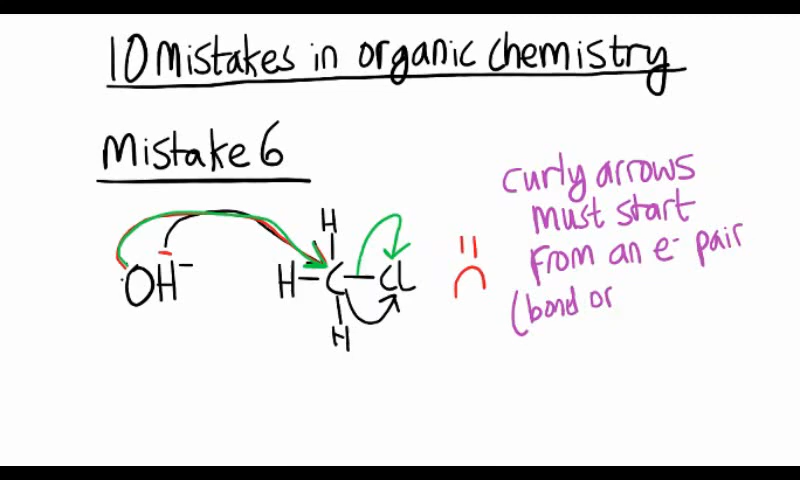 10 Mistakes in organic chemistry
Mistake 6
OH⁻
H
H-C-CL
H
curly arrows
must start
from an e⁻ pair
(bond or